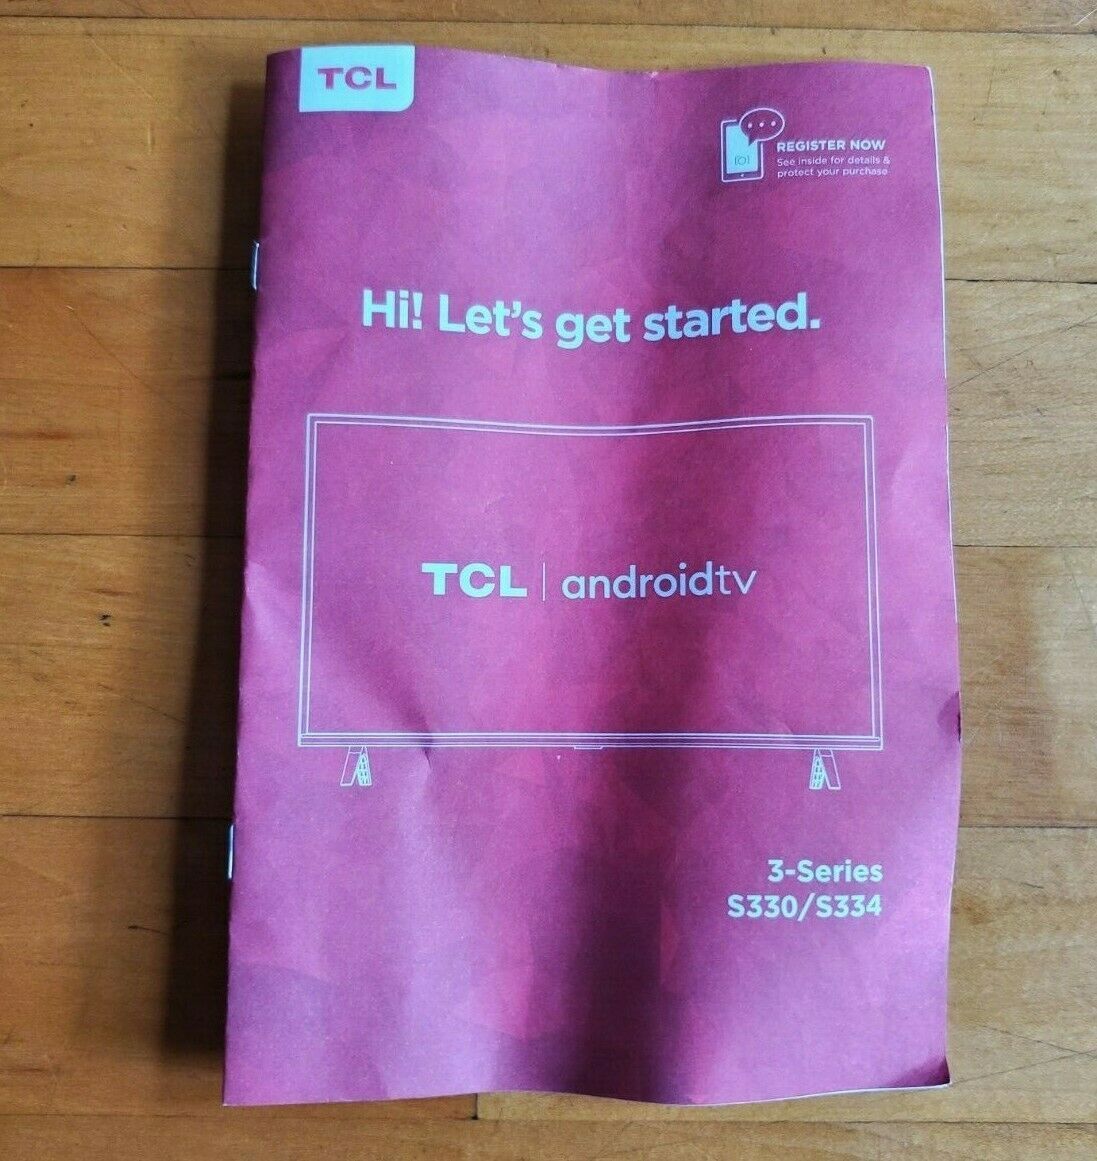 TCL
REGISTER NOW
See inside for details &
protect your purchase
Hi! Let's get started.
TCL | androidtv
3-Series
S330/S334